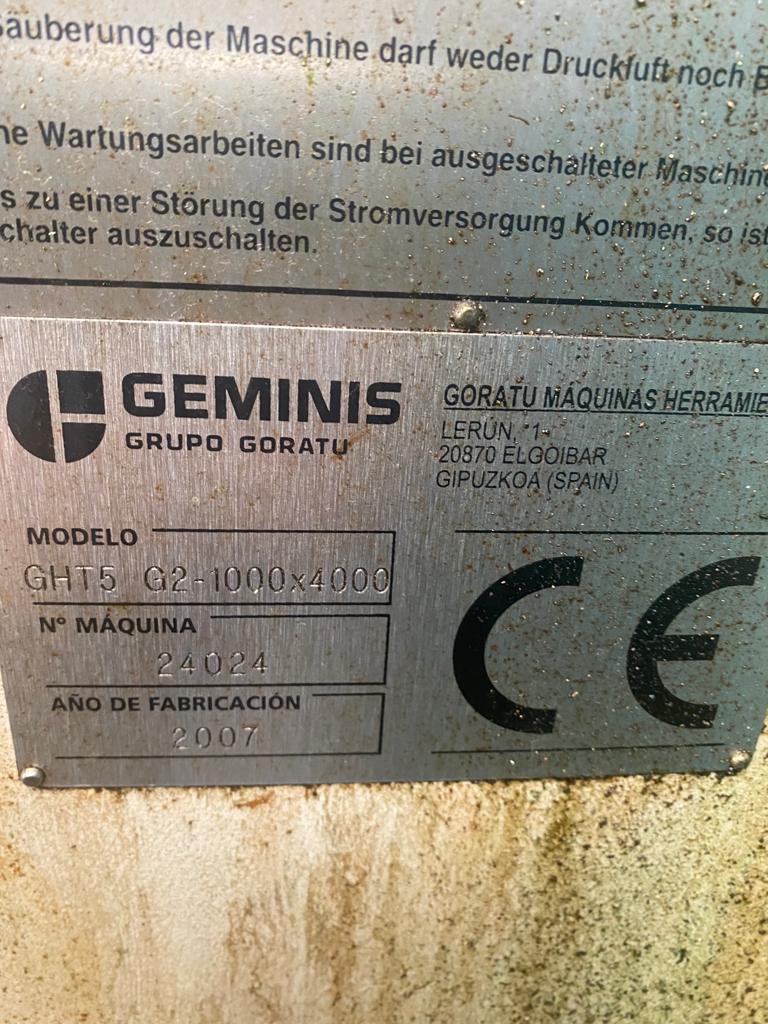 säuberung der Maschine darf weder Druckluft noch
Wartungsarbeiten sind bei ausgeschalteter Maschine
zu einer Störung der Stromversorgung Kommen, so ist
chalter auszuschalten.
GEMINIS
GRUPO GORATU
GORATU MÁQUINAS HERRAMIE
LERUN, 1
20870 ELGOIBAR
GIPUZKOA (SPAIN)
MODELO
GHT5 G2-1000x4000
Nº MÁQUINA
24024
AÑO DE FABRICACIÓN
2007
CE